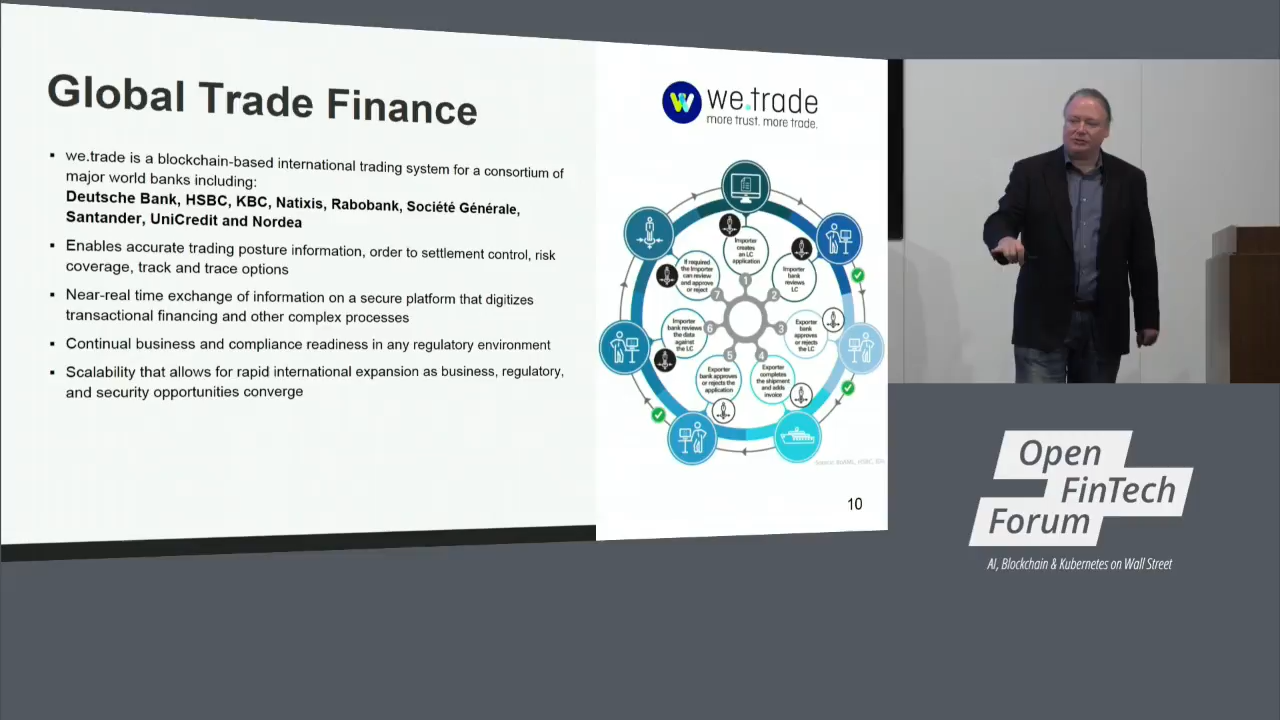 Global Trade Finance
▪ we.trade is a blockchain-based international trading system for a consortium of
major world banks including:
Deutsche Bank, HSBC, KBC, Natixis, Rabobank, Société Générale,
Santander, UniCredit and Nordea
▪ Enables accurate trading posture information, order to settlement control, risk
coverage, track and trace options
▪ Near-real time exchange of information on a secure platform that digitizes
transactional financing and other complex processes
▪ Continual business and compliance readiness in any regulatory environment
▪ Scalability that allows for rapid international expansion as business, regulatory,
and security opportunities converge
we.trade
more trust. more trade.
Importer
creates
an LC
application
1
Importer
bank
reviews
LC
2
Exporter
bank
approves
or rejects
the LC
3
Exporter
completes
the shipment
and adds
invoice
4
Exporter
bank approves
or rejects the
application
5
Importer
bank reviews
the data
against
the LC
6
If required
the Importer
can review
and approve
or reject
7
10
Open
FinTech
Forum
AI, Blockchain & Kubernetes on Wall Street